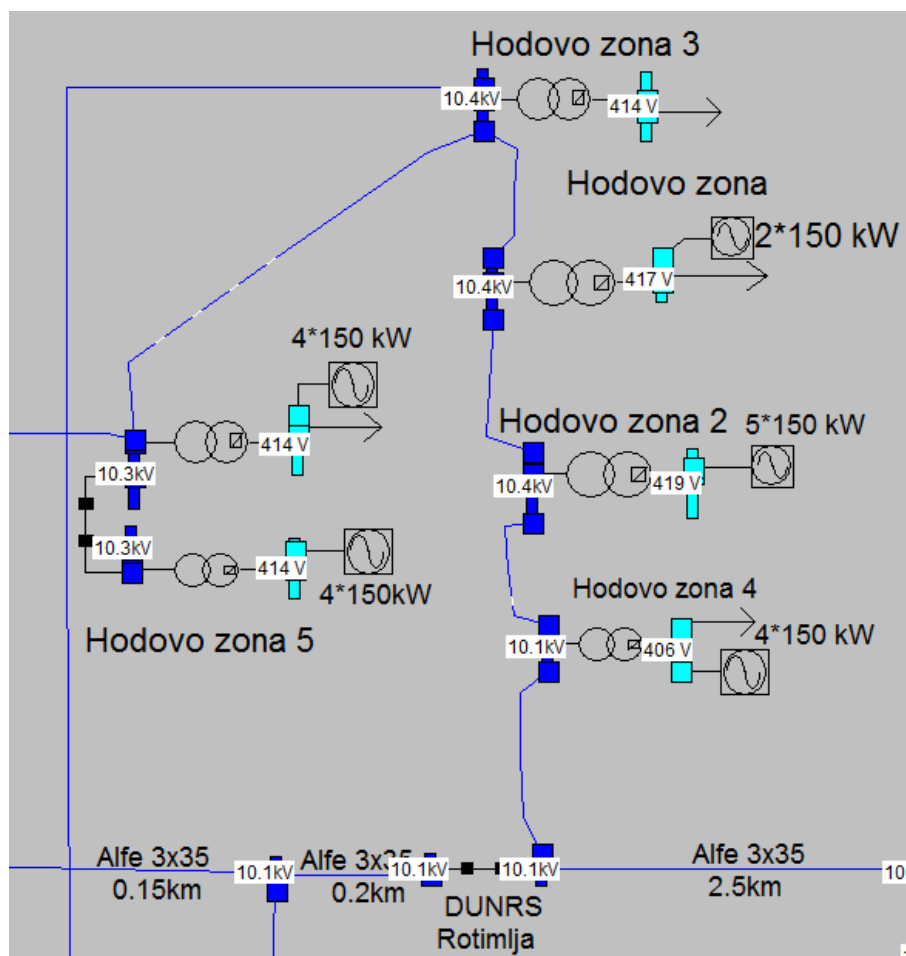 Hodovo zona 3
10.4kV
414 V
Hodovo zona
2*150 kW
10.4kV
417 V
4*150 kW
414 V
10.3kV
Hodovo zona 2
5*150 kW
10.4kV
419 V
10.3kV
414 V
4*150kW
Hodovo zona 5
Hodovo zona 4
10.1kV
406 V
4*150 kW
Alfe 3x35
0.15km
10.1kV
Alfe 3x35
0.2km
10.1kV
10.1kV
DUNRS
Rotimlja
Alfe 3x35
2.5km
10